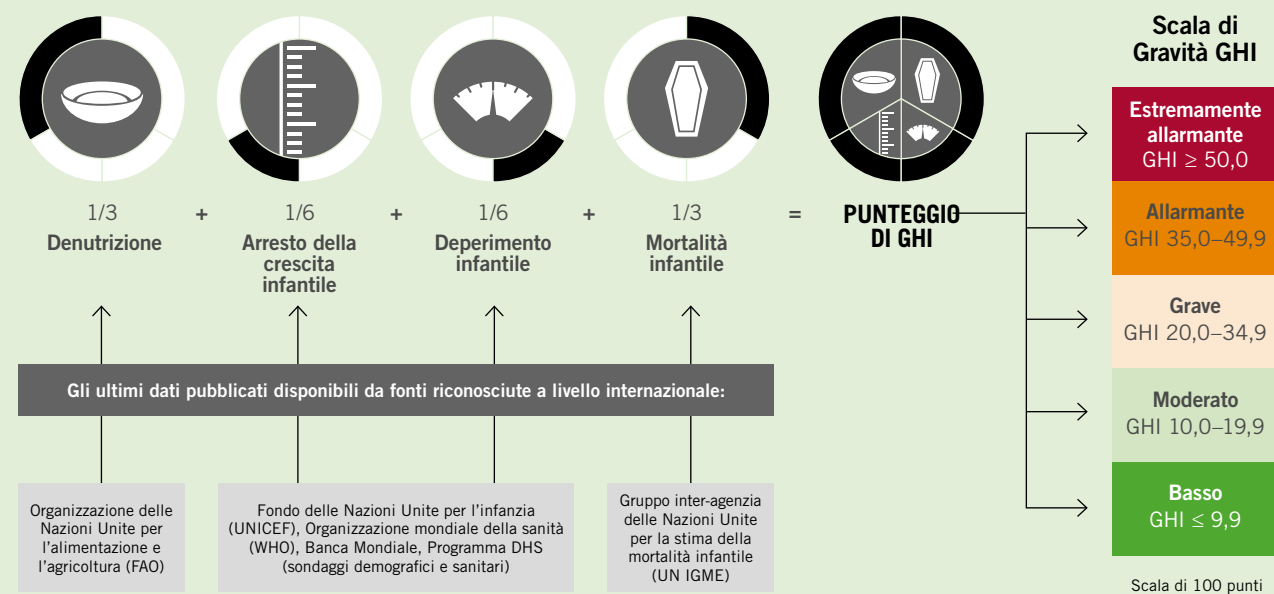 1/3
Denutrizione
+
1/6
Arresto della
crescita
infantile
+
1/6
Deperimento
infantile
+
1/3
Mortalità
infantile
=
PUNTEGGIO
DI GHI
Gli ultimi dati pubblicati disponibili da fonti riconosciute a livello internazionale:
Organizzazione delle
Nazioni Unite per
l'alimentazione e
l'agricoltura (FAO)
Fondo delle Nazioni Unite per l'infanzia
(UNICEF), Organizzazione mondiale della sanità
(WHO), Banca Mondiale, Programma DHS
(sondaggi demografici e sanitari)
Gruppo inter-agenzia
delle Nazioni Unite
per la stima della
mortalità infantile
(UN IGME)
Scala di
Gravità GHI
Estremamente
allarmante
GHI ≥ 50,0
Allarmante
GHI 35,0–49,9
Grave
GHI 20,0–34,9
Moderato
GHI 10,0–19,9
Basso
GHI ≤ 9,9
Scala di 100 punti